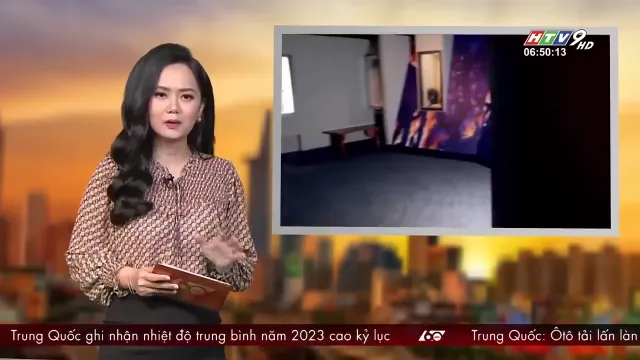 HTV9 HD
06:50:13
Trung Quốc ghi nhận nhiệt độ trung bình năm 2023 cao kỷ lục
Trung Quốc: Ôtô tải lấn làn